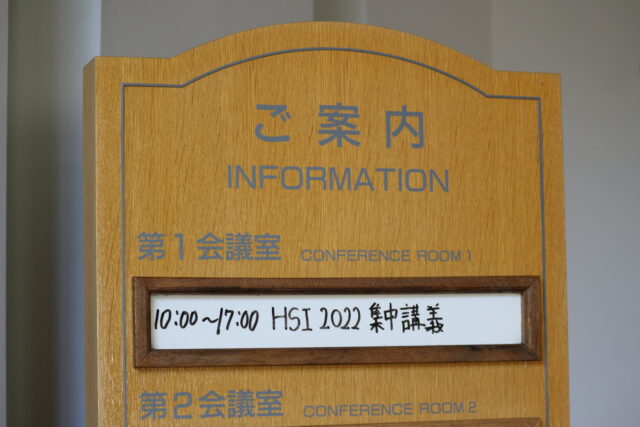 ご案内
INFORMATION
第1会議室 CONFERENCE ROOM 1
10:00～17:00 HSI 2022 集中講義
第2会議室 CONFERENCE ROOM 2